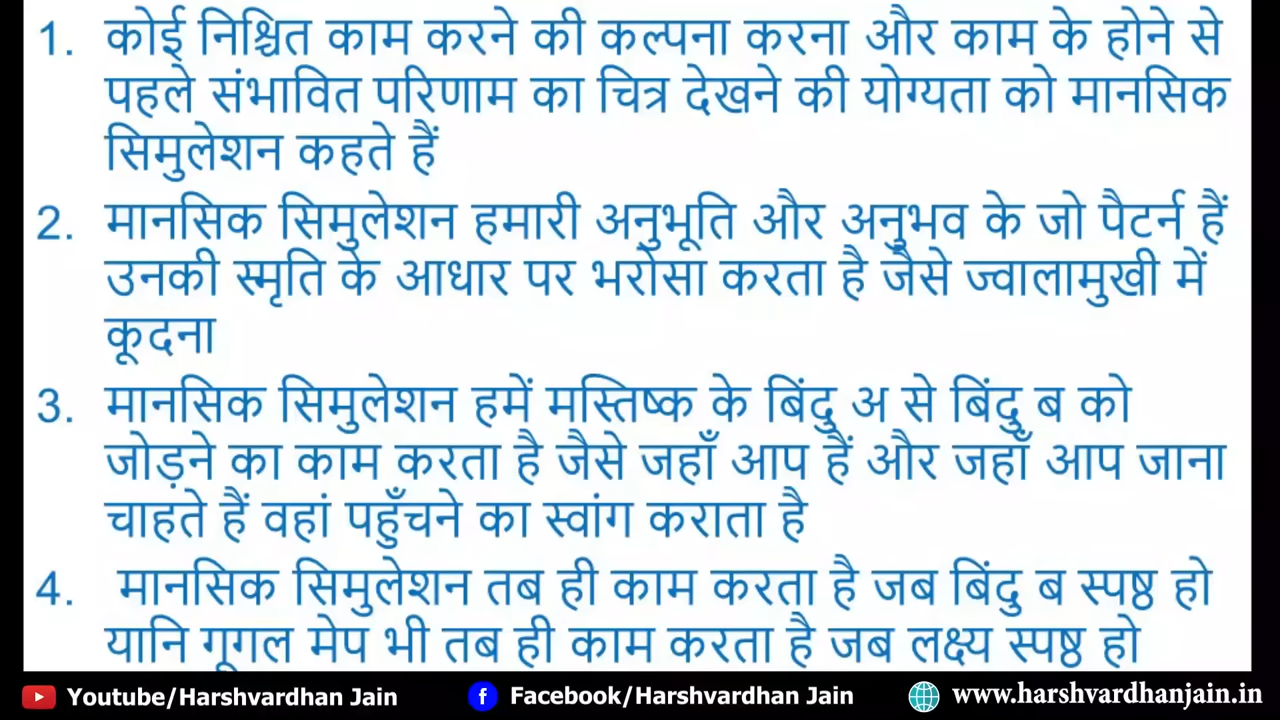 1. कोई निश्चित काम करने की कल्पना करना और काम के होने से
पहले संभावित परिणाम का चित्र देखने की योग्यता को मानसिक
सिमुलेशन कहते हैं
2. मानसिक सिमुलेशन हमारी अनुभूति और अनुभव के जो पैटर्न हैं
उनकी स्मृति के आधार पर भरोसा करता है जैसे ज्वालामुखी में
कूदना
3. मानसिक सिमुलेशन हमें मस्तिष्क के बिंदु अ से बिंदु ब को
जोड़ने का काम करता है जैसे जहाँ आप हैं और जहाँ आप जाना
चाहते हैं वहां पहुँचने का स्वांग कराता है
4. मानसिक सिमुलेशन तब ही काम करता है जब बिंदु ब स्पष्ठ हो
यानि गूगल मेप भी तब ही काम करता है जब लक्ष्य स्पष्ठ हो
Youtube/Harshvardhan Jain Facebook/Harshvardhan Jain www.harshvardhanjain.in